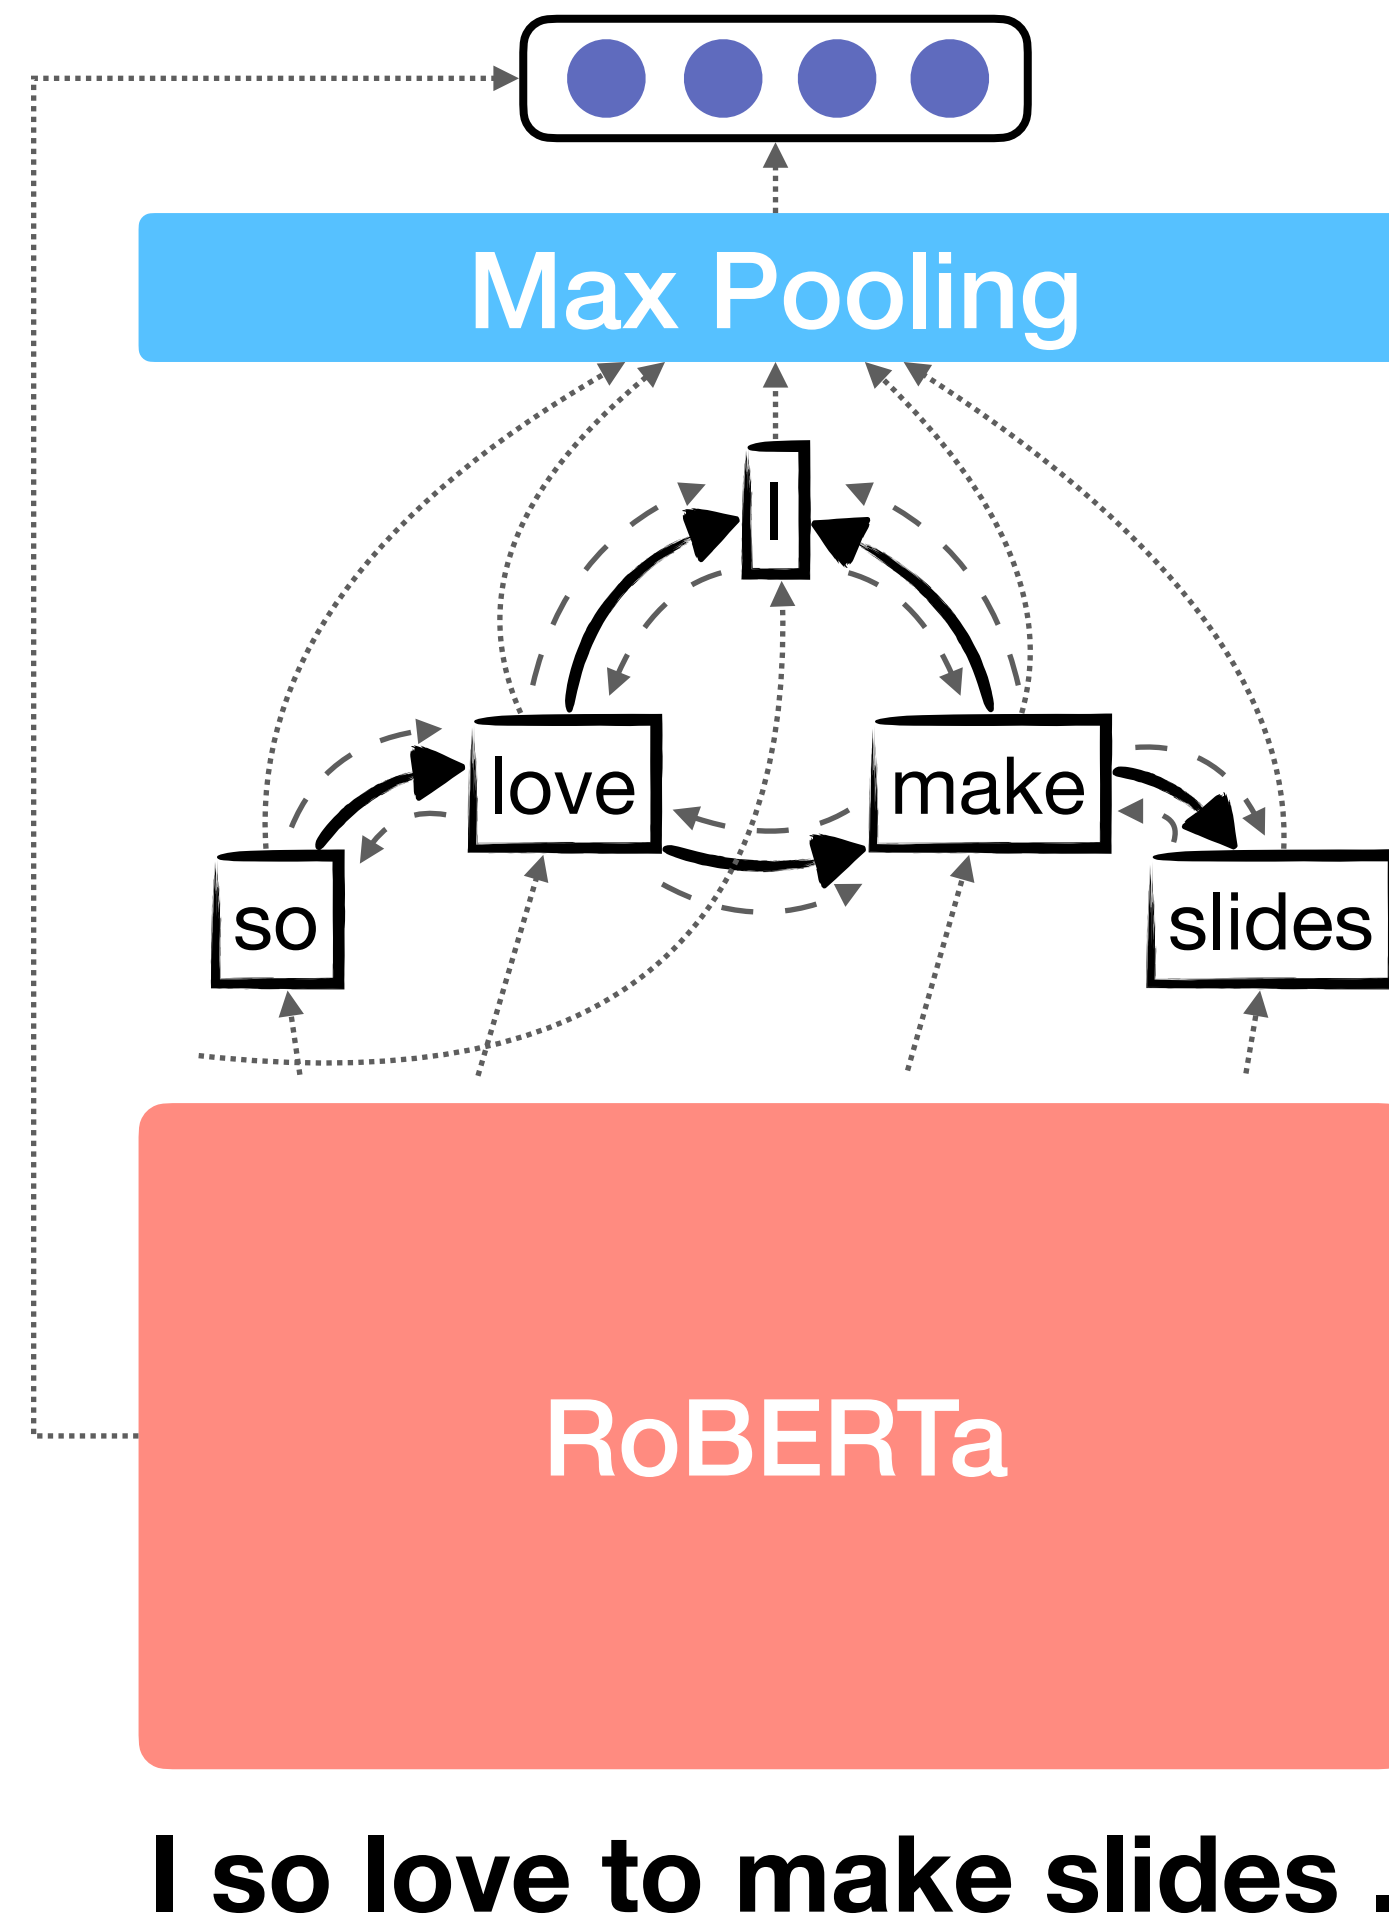 Max Pooling
I
love
make
so
slides
RoBERTa
I so love to make slides .